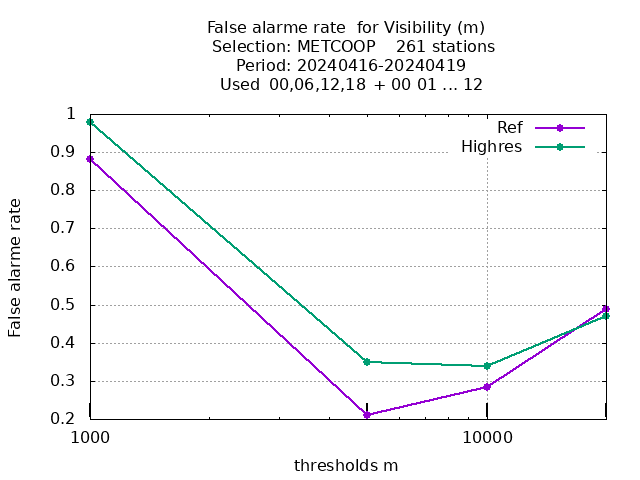 False alarme rate  for Visibility (m)
Selection: METCOOP    261 stations
Period: 20240416-20240419
Used  00,06,12,18  + 00 01 ... 12
Ref
Highres
1
0.9
0.8
0.7
0.6
0.5
0.4
0.3
0.2
False alarme rate
1000
10000
thresholds m